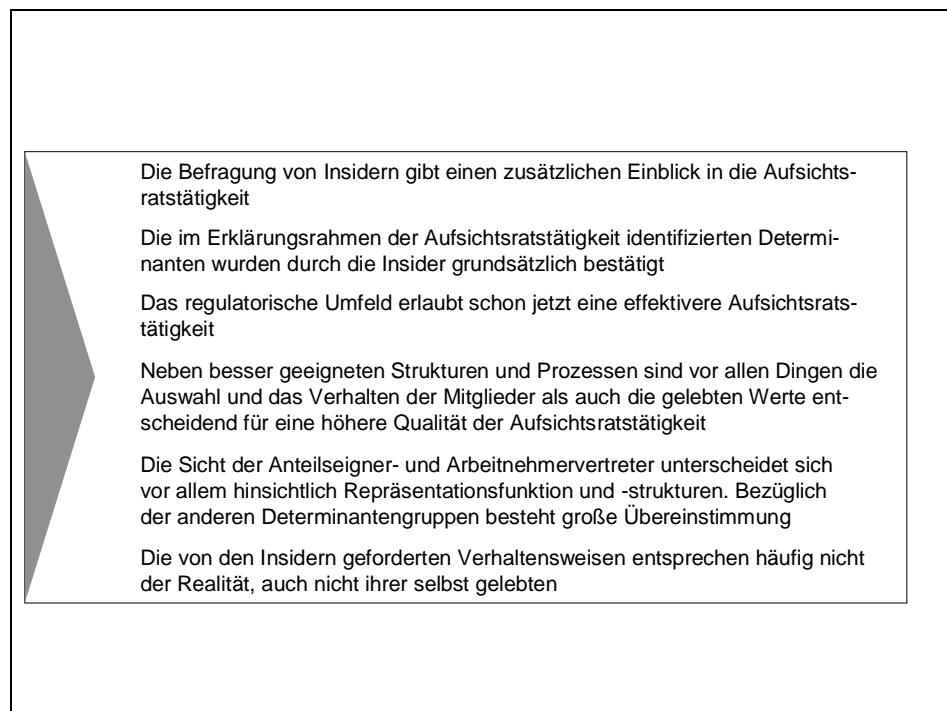 Die Befragung von Insidern gibt einen zusätzlichen Einblick in die Aufsichts-
ratstätigkeit
Die im Erklärungsrahmen der Aufsichtsratstätigkeit identifizierten Determi-
nanten wurden durch die Insider grundsätzlich bestätigt
Das regulatorische Umfeld erlaubt schon jetzt eine effektivere Aufsichtsrats-
tätigkeit
Neben besser geeigneten Strukturen und Prozessen sind vor allen Dingen die
Auswahl und das Verhalten der Mitglieder als auch die gelebten Werte ent-
scheidend für eine höhere Qualität der Aufsichtsratstätigkeit
Die Sicht der Anteilseigner- und Arbeitnehmervertreter unterscheidet sich
vor allem hinsichtlich Repräsentationsfunktion und -strukturen. Bezüglich
der anderen Determinantengruppen besteht große Übereinstimmung
Die von den Insidern geforderten Verhaltensweisen entsprechen häufig nicht
der Realität, auch nicht ihrer selbst gelebten